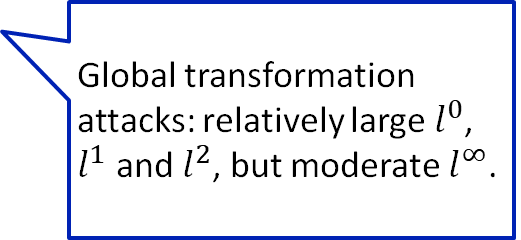 Global transformation
attacks: relatively large l⁰,
l¹ and l², but moderate l^∞.